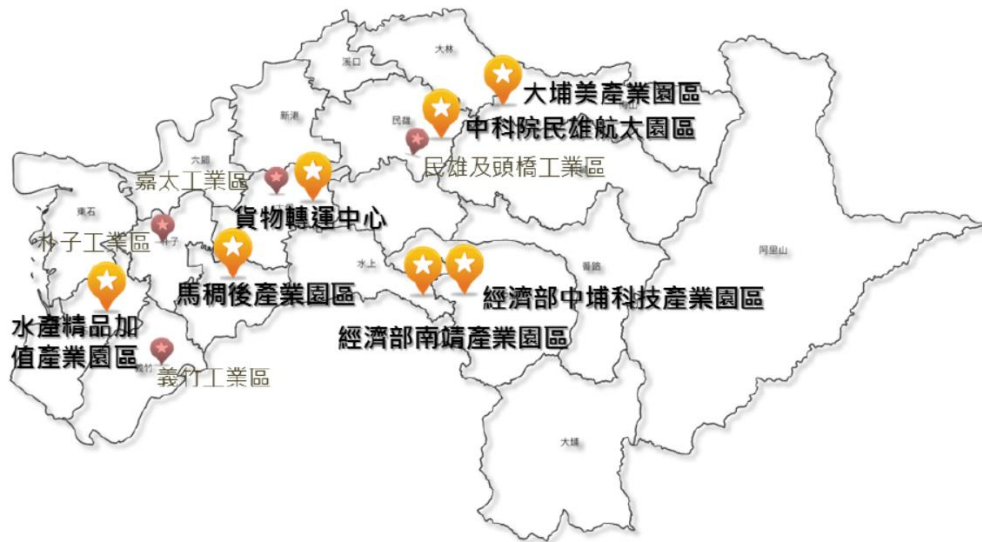 大林
溪口
大埔美產業園區
新港
民雄
中科院民雄航太園區
六腳
民雄及頭橋工業區
嘉太工業區
東石
貨物轉運中心
朴子工業區
水上
番路
阿里山
馬稠後產業園區
經濟部中埔科技產業園區
水產精品加
值產業園區
經濟部南靖產業園區
義竹工業區
大埔